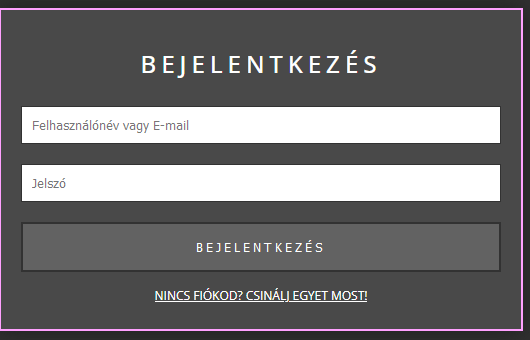 BEJELENTKEZÉS
Felhasználónév vagy E-mail
Jelszó
BEJELENTKEZÉS
NINCS FIÓKOD? CSINÁLJ EGYET MOST!